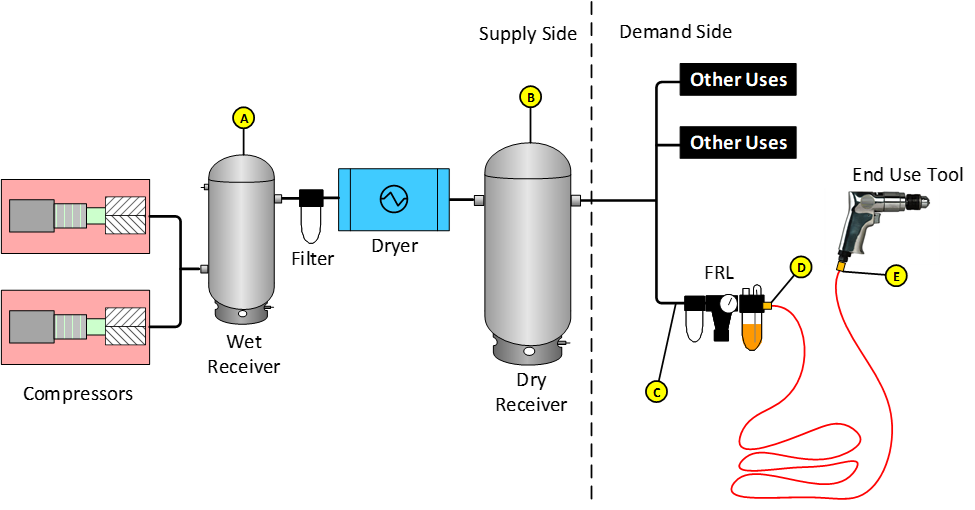 Supply Side
Demand Side
Other Uses
Other Uses
A
B
End Use Tool
Filter
Dryer
FRL
D
E
Wet
Receiver
Dry
Receiver
Compressors
C